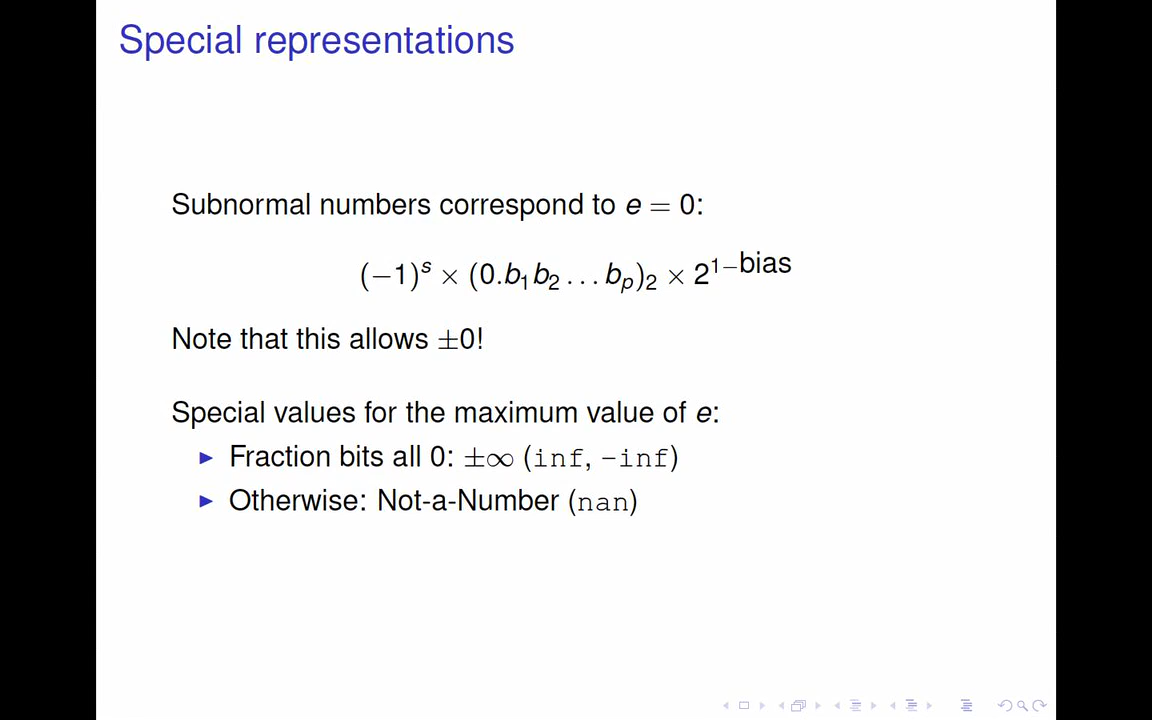 Special representations
Subnormal numbers correspond to e = 0:
(−1)^s × (0.b₁b₂ … bₚ)₂ × 2^(1−bias)
Note that this allows ±0!
Special values for the maximum value of e:
▶ Fraction bits all 0: ±∞ (inf, -inf)
▶ Otherwise: Not-a-Number (nan)